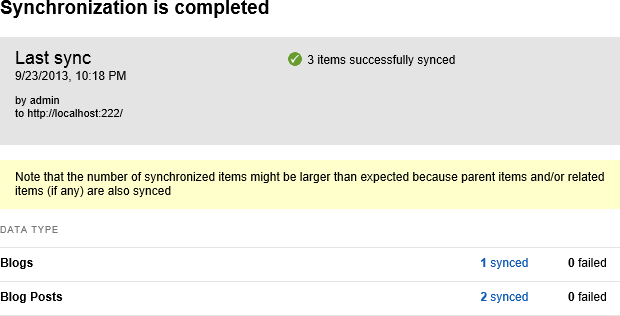 Synchronization is completed
Last sync
9/23/2013, 10:18 PM
by admin
to http://localhost:222/
3 items successfully synced
Note that the number of synchronized items might be larger than expected because parent items and/or related
items (if any) are also synced
DATA TYPE
Blogs 1 synced 0 failed
Blog Posts 2 synced 0 failed